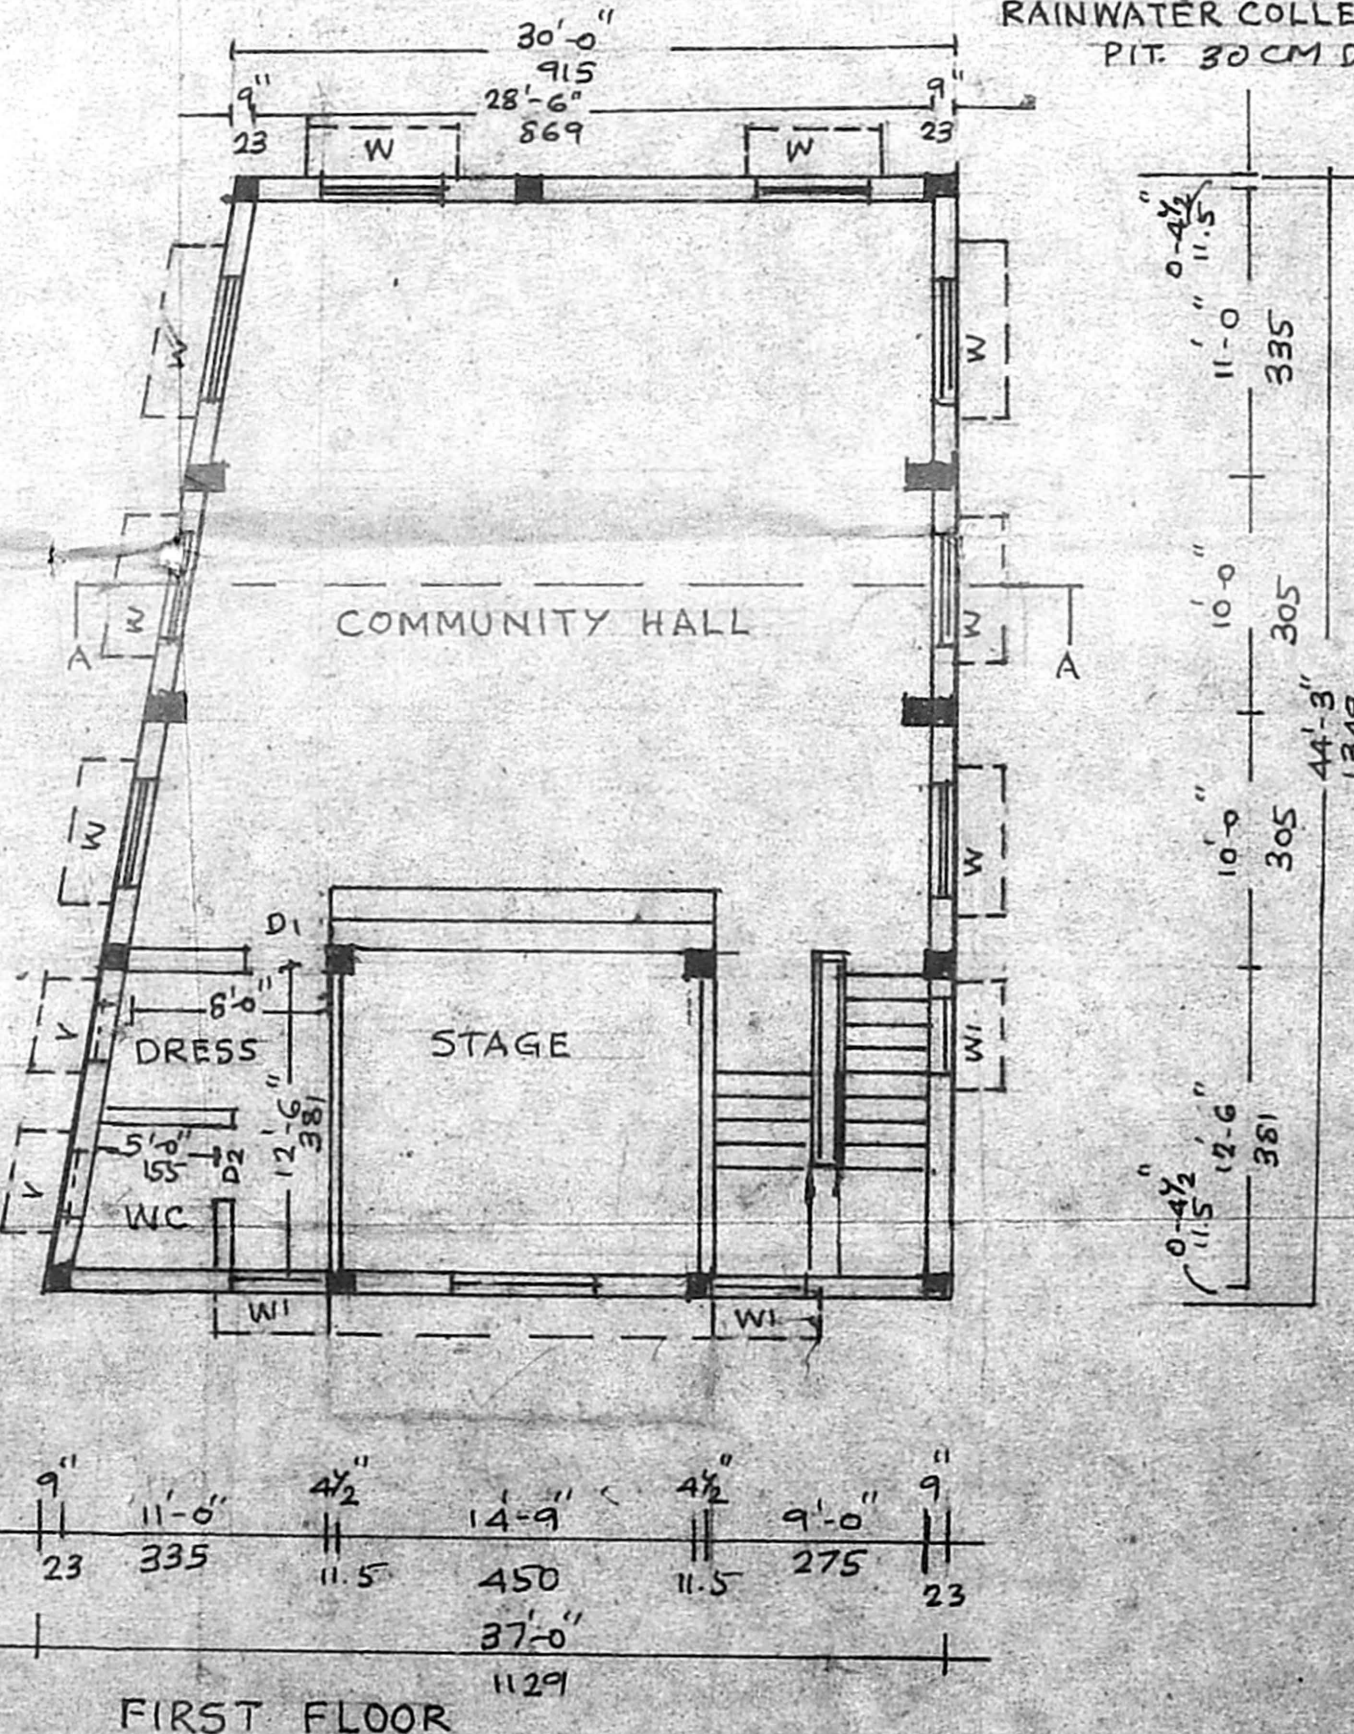 RAINWATER COLLE
PIT. 30 CM D
30'-0"
915
9"
28'-6"
9"
23
869
23
W
W
0-4½"
11.5
11'-0"
335
W
W
10'-0"
305
W
COMMUNITY HALL
W
A
A
44'-3"
10'-0"
305
W
W
D1
6'-0"
V
DRESS
STAGE
W1
12'-6"
381
12'-6"
381
5'-0"
155
D2
V
WC
0-4½"
11.5
W1
W1
9"
11'-0"
4½"
14'-9"
4½"
9'-0"
9"
23
335
11.5
450
11.5
275
23
37'-0"
1129
FIRST FLOOR